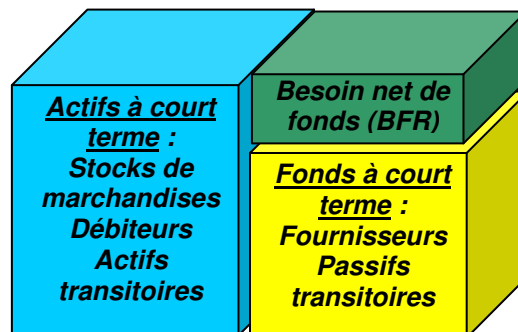 Actifs à court
terme :
Stocks de
marchandises
Débiteurs
Actifs
transitoires
Besoin net de
fonds (BFR)
Fonds à court
terme :
Fournisseurs
Passifs
transitoires